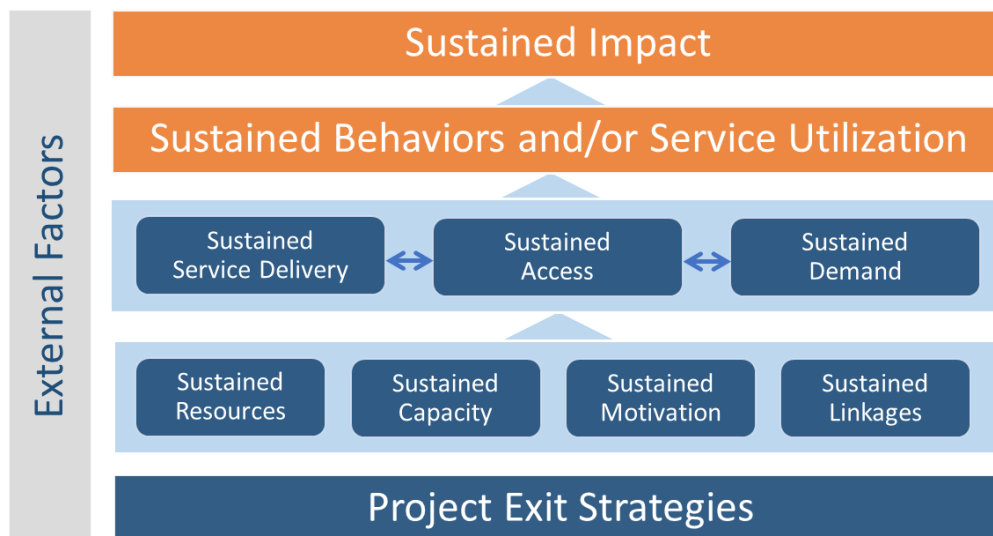 External Factors
Sustained Impact
Sustained Behaviors and/or Service Utilization
Sustained
Service Delivery
Sustained
Access
Sustained
Demand
Sustained
Resources
Sustained
Capacity
Sustained
Motivation
Sustained
Linkages
Project Exit Strategies